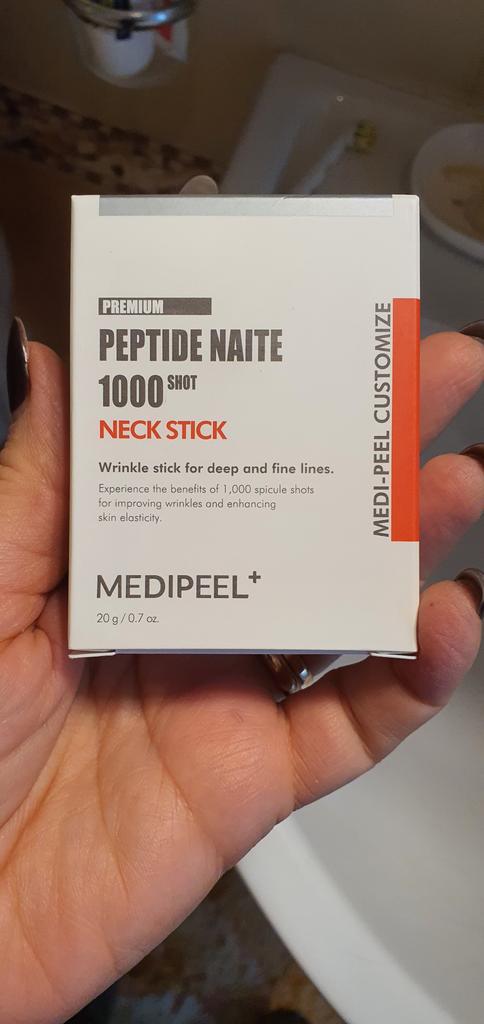 PREMIUM
PEPTIDE NAITE
1000 SHOT
NECK STICK
Wrinkle stick for deep and fine lines.
Experience the benefits of 1,000 spicule shots
for improving wrinkles and enhancing
skin elasticity.
MEDIPEEL+
20 g / 0.7 oz.
MEDI-PEEL CUSTOMIZE